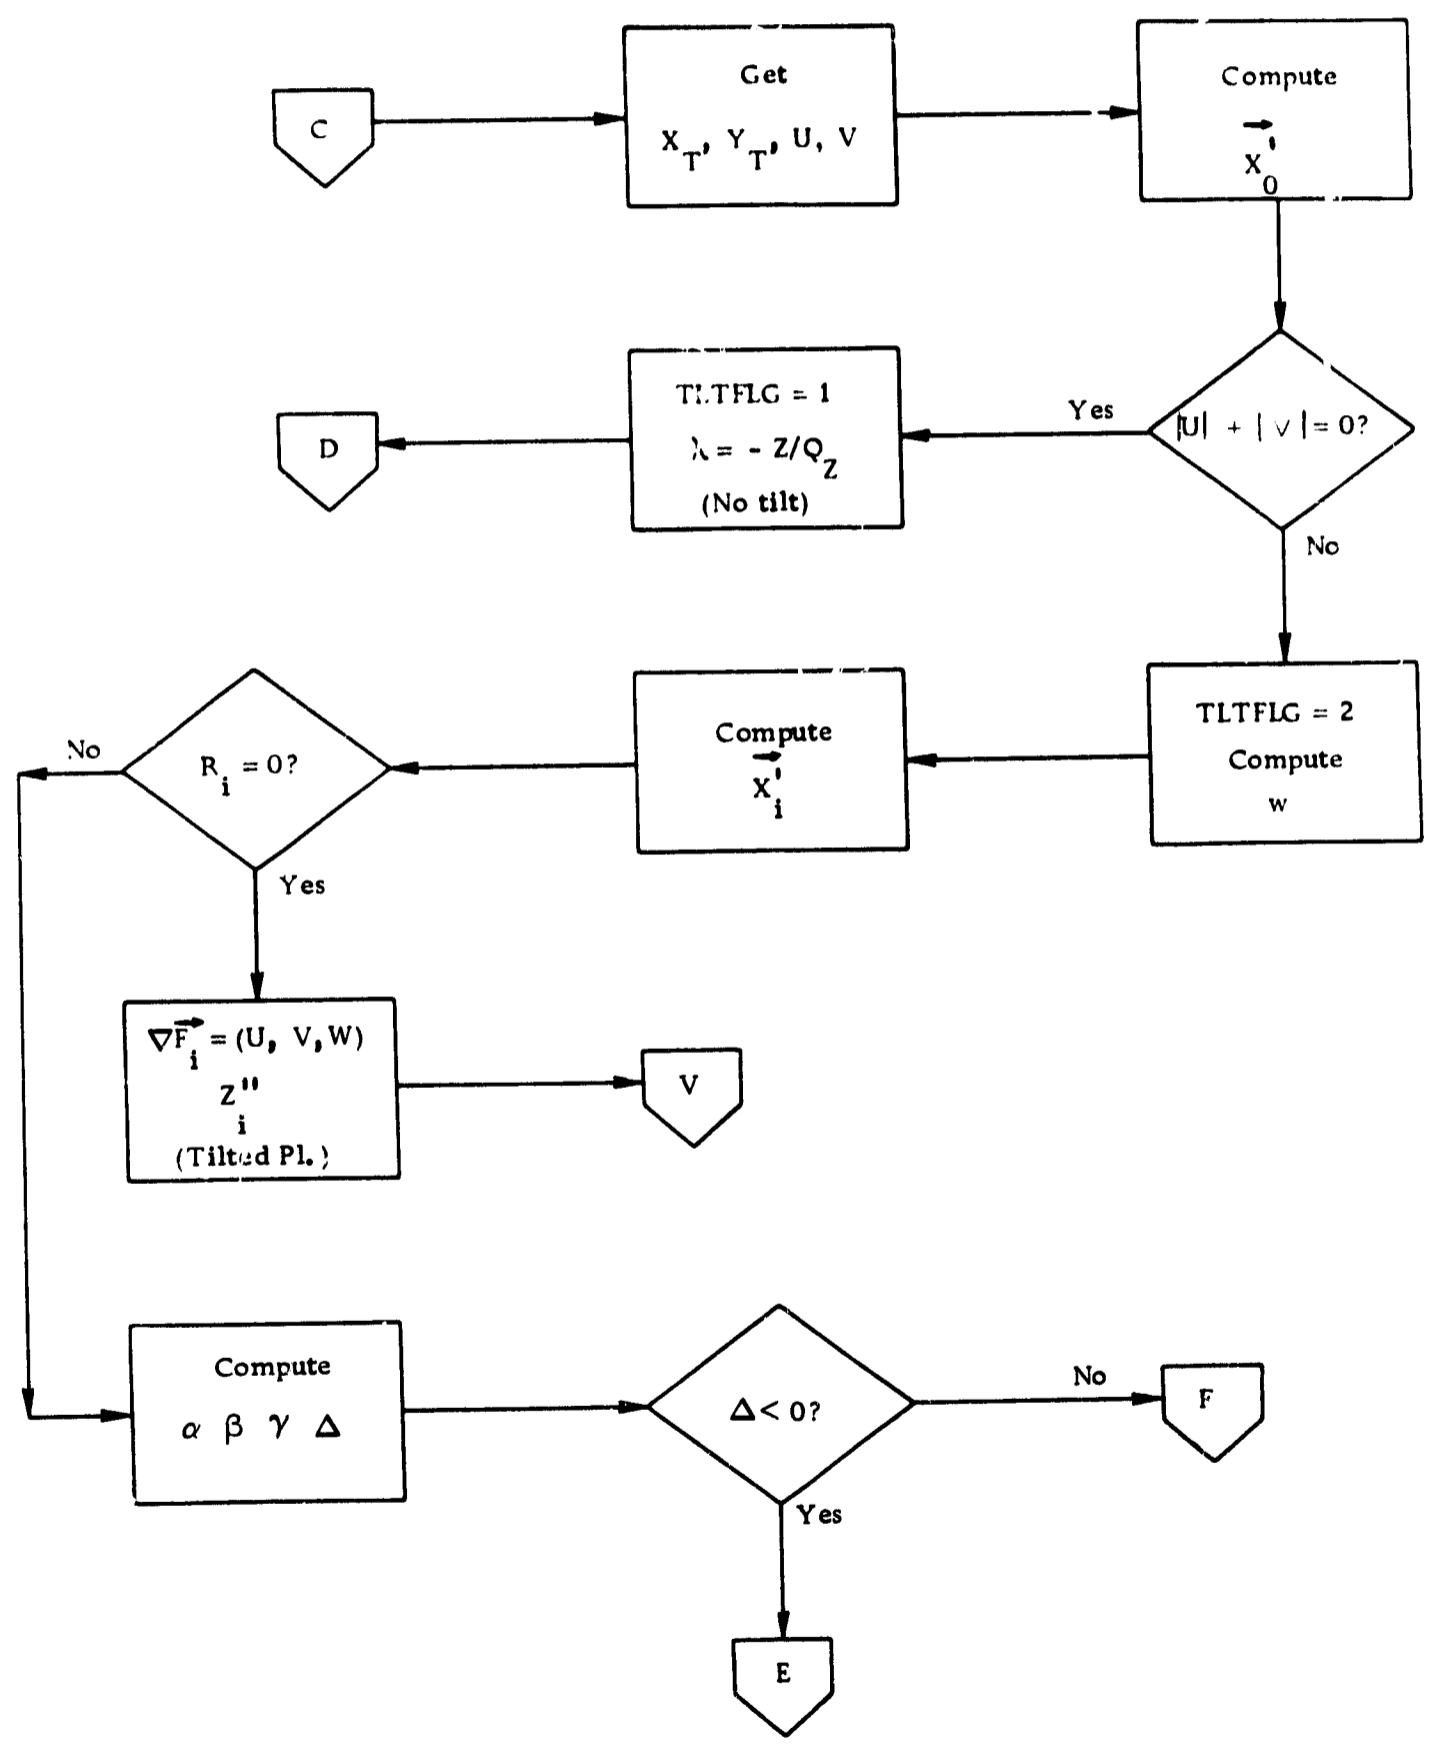 C
Get
X_T, Y_T, U, V
Compute
X⃗'_0
|U| + |V| = 0?
Yes
No
TLTFLG = 1
λ = - Z/Q_Z
(No tilt)
D
TLTFLG = 2
Compute
w
Compute
X⃗'_i
R_i = 0?
No
Yes
∇F⃗_i = (U, V, W)
Z''_i
(Tilted Pl.)
V
Compute
α β γ Δ
Δ < 0?
No
F
Yes
E